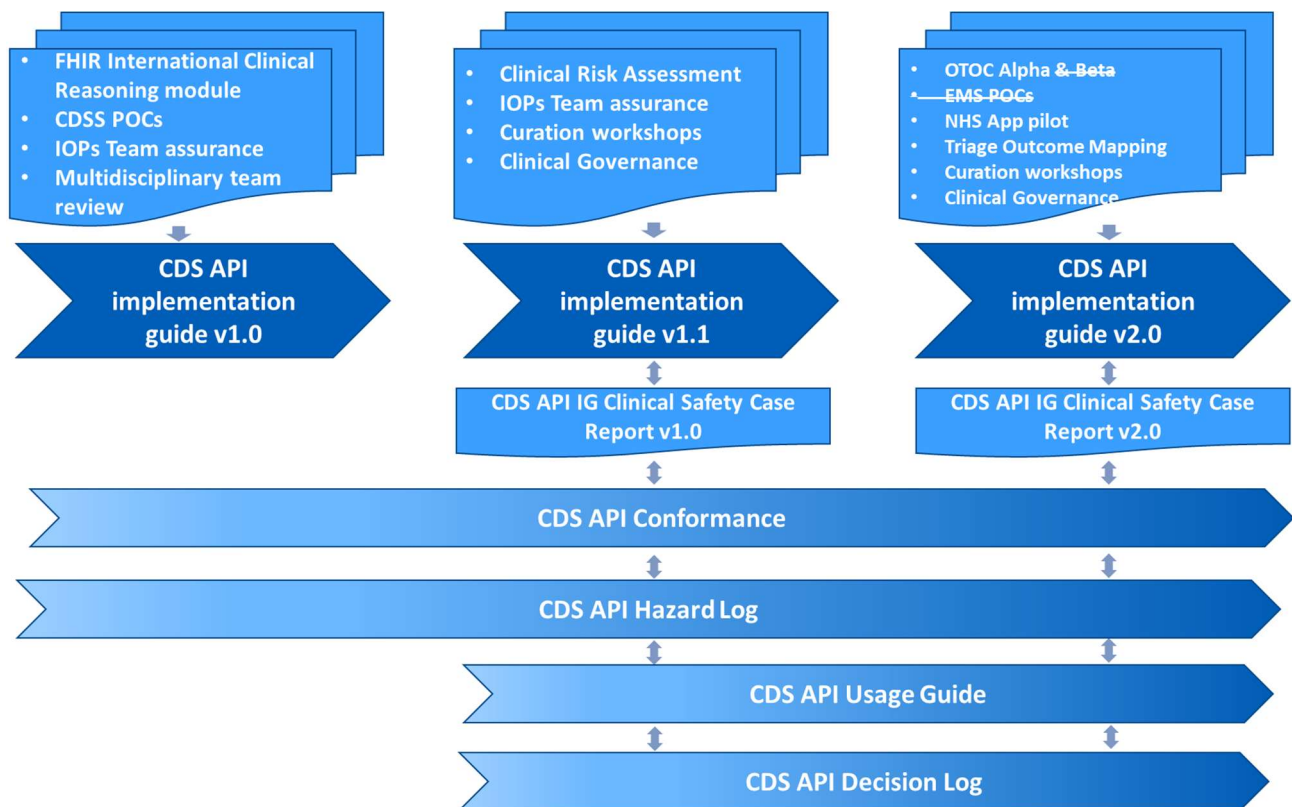 • FHIR International Clinical
Reasoning module
• CDSS POCs
• IOPs Team assurance
• Multidisciplinary team
review
• Clinical Risk Assessment
• IOPs Team assurance
• Curation workshops
• Clinical Governance
• OTOC Alpha & Beta
• EMS POCs
• NHS App pilot
• Triage Outcome Mapping
• Curation workshops
• Clinical Governance
CDS API
implementation
guide v1.0
CDS API
implementation
guide v1.1
CDS API
implementation
guide v2.0
CDS API IG Clinical Safety Case
Report v1.0
CDS API IG Clinical Safety Case
Report v2.0
CDS API Conformance
CDS API Hazard Log
CDS API Usage Guide
CDS API Decision Log